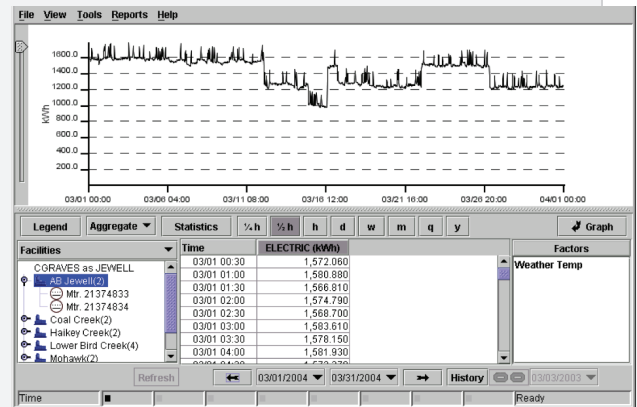 File View Tools Reports Help
1600.0
1400.0
1200.0
1000.0
800.0
600.0
400.0
200.0
kWh
03/01 00:00 03/06 04:00 03/11 08:00 03/16 12:00 03/21 16:00 03/26 20:00 04/01 00:00
Legend Aggregate Statistics ¼ h ½ h h d w m q y Graph
Facilities Time ELECTRIC (kWh) Factors
CGRAVES as JEWELL
AB Jewell(2)
Mtr. 21374833
Mtr. 21374834
Coal Creek(2)
Haikey Creek(2)
Lower Bird Creek(4)
Mohawk(2)
03/01 00:30 1,572.060
03/01 01:00 1,580.880
03/01 01:30 1,566.810
03/01 02:00 1,574.790
03/01 02:30 1,568.700
03/01 03:00 1,583.610
03/01 03:30 1,578.150
03/01 04:00 1,581.930
Weather Temp
Refresh 03/01/2004 03/31/2004 History 03/03/2003
Time Ready